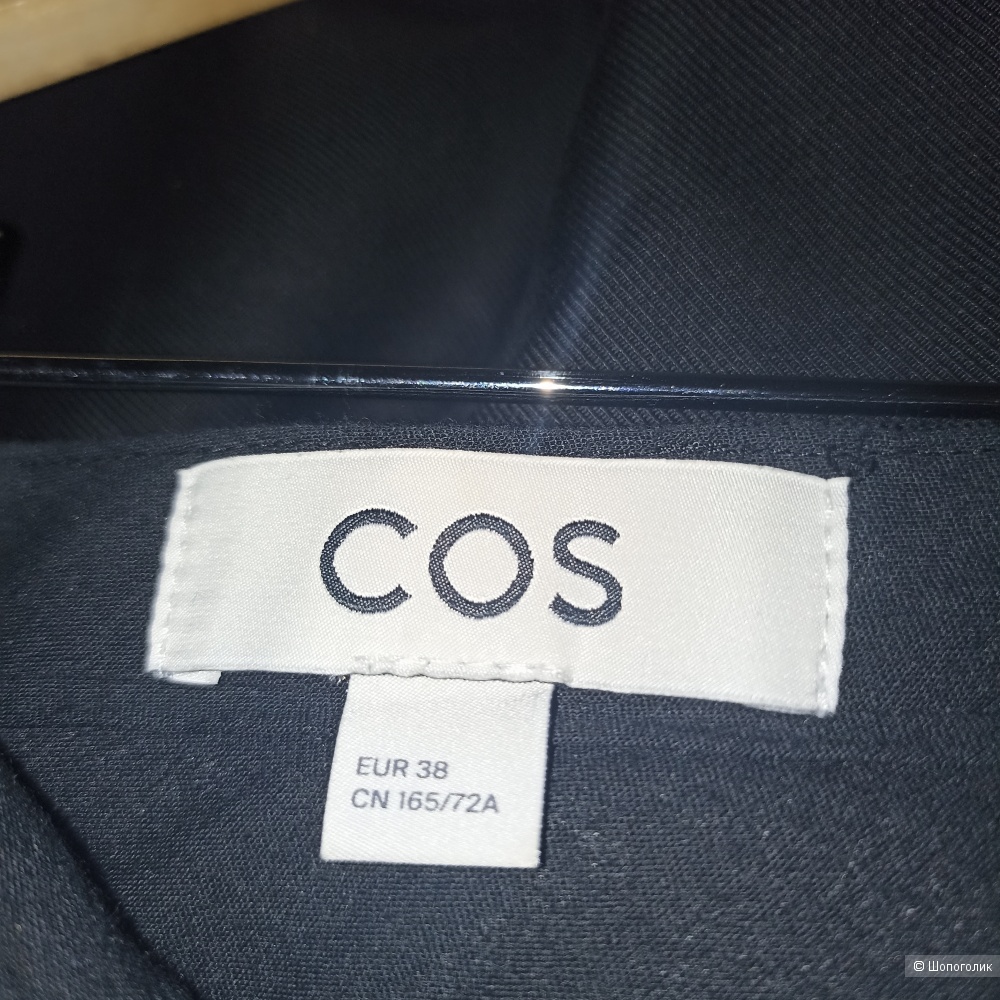 COS
EUR 38
CN 165/72A
© Шопоголик